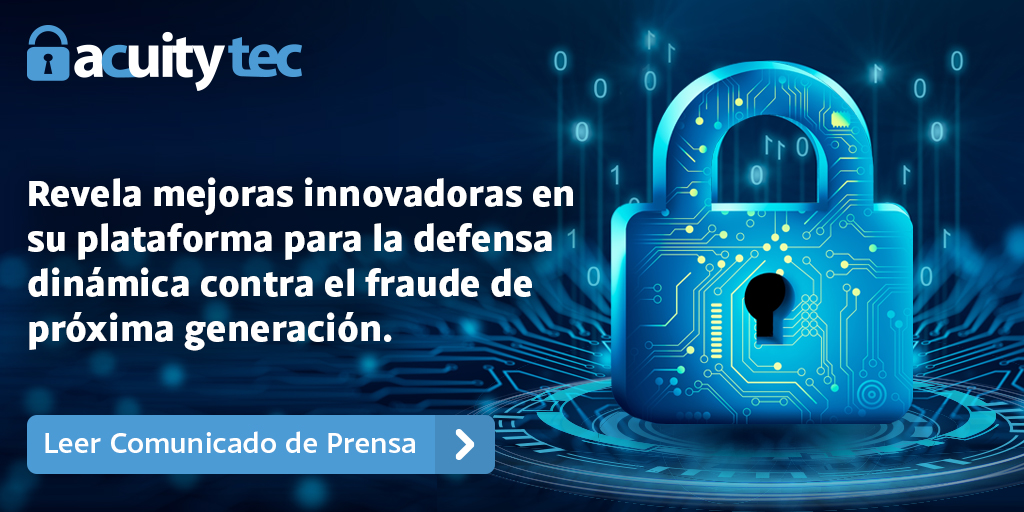 acuitytec
Revela mejoras innovadoras en
su plataforma para la defensa
dinámica contra el fraude de
próxima generación.
Leer Comunicado de Prensa